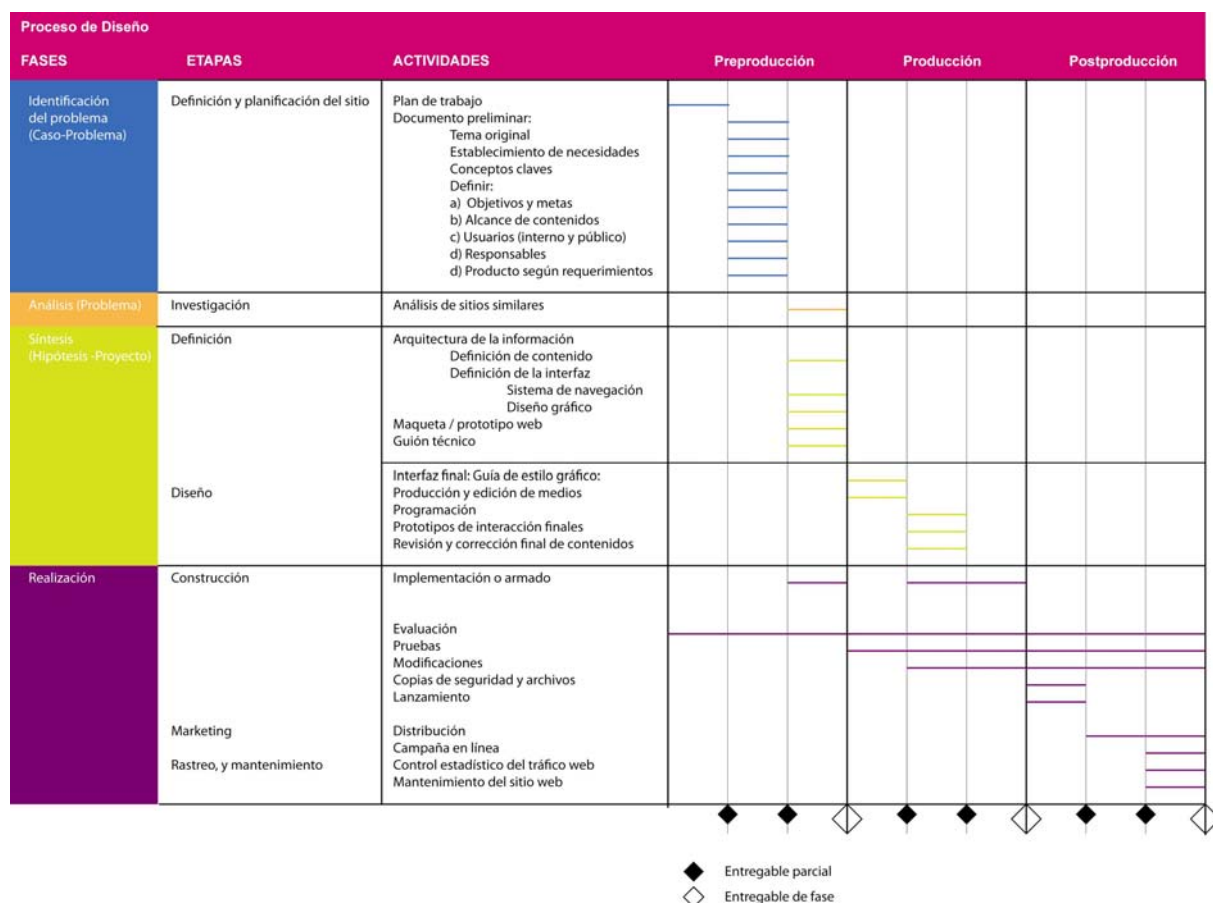 Proceso de Diseño
FASES ETAPAS ACTIVIDADES Preproducción Producción Postproducción
Identificación
del problema
(Caso-Problema)
Definición y planificación del sitio
Plan de trabajo
Documento preliminar:
Tema original
Establecimiento de necesidades
Conceptos claves
Definir:
a) Objetivos y metas
b) Alcance de contenidos
c) Usuarios (interno y público)
d) Responsables
d) Producto según requerimientos
Análisis (Problema)
Investigación
Análisis de sitios similares
Síntesis
(Hipótesis -Proyecto)
Definición
Arquitectura de la información
Definición de contenido
Definición de la interfaz
Sistema de navegación
Diseño gráfico
Maqueta / prototipo web
Guión técnico
Diseño
Interfaz final: Guía de estilo gráfico:
Producción y edición de medios
Programación
Prototipos de interacción finales
Revisión y corrección final de contenidos
Realización
Construcción
Implementación o armado
Evaluación
Pruebas
Modificaciones
Copias de seguridad y archivos
Lanzamiento
Marketing
Distribución
Campaña en línea
Rastreo, y mantenimiento
Control estadístico del tráfico web
Mantenimiento del sitio web
Entregable parcial
Entregable de fase